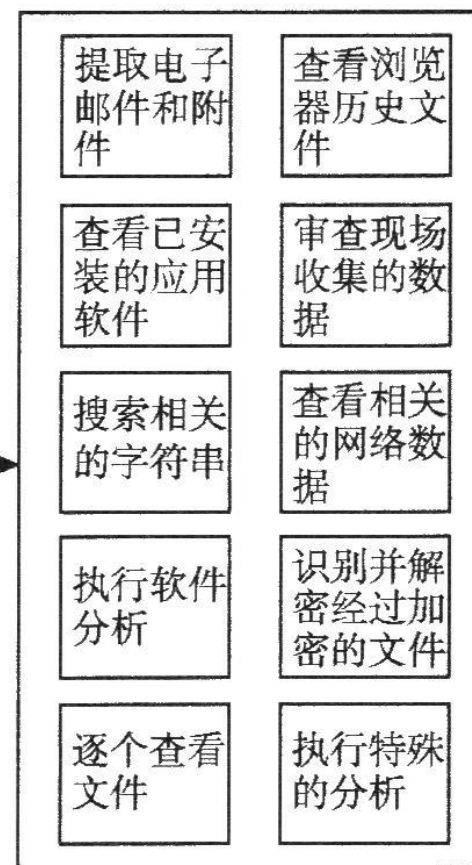 提取电子
邮件和附
件
查看浏览
器历史文
件
查看已安
装的应用
软件
审查现场
收集的数
据
搜索相关
的字符串
查看相关
的网络数
据
执行软件
分析
识别并解
密经过加
密的文件
逐个查看
文件
执行特殊
的分析